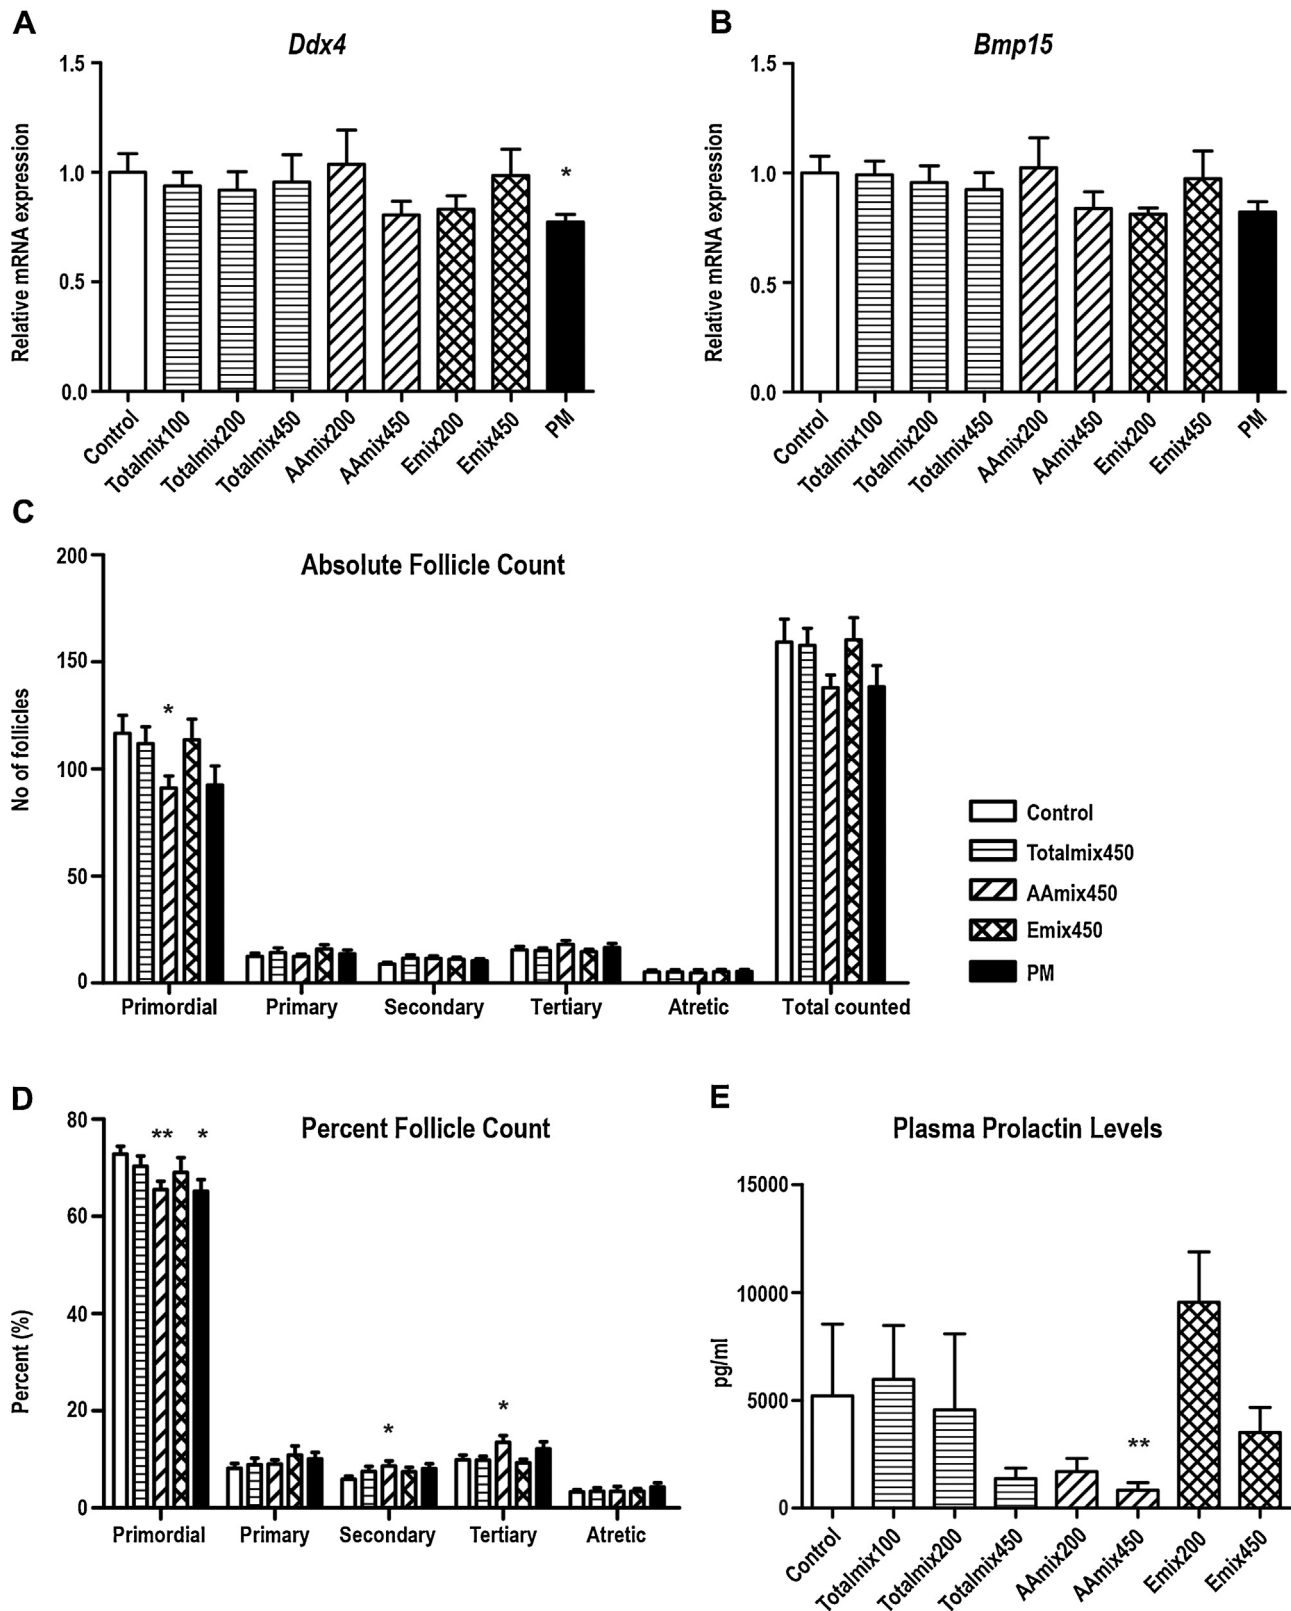 A
Ddx4
Relative mRNA expression
1.5
1.0
0.5
0.0
*
Control
Totalmix100
Totalmix200
Totalmix450
AAmix200
AAmix450
Emix200
Emix450
PM
B
Bmp15
Relative mRNA expression
1.5
1.0
0.5
0.0
Control
Totalmix100
Totalmix200
Totalmix450
AAmix200
AAmix450
Emix200
Emix450
PM
C
Absolute Follicle Count
No of follicles
200
150
100
50
0
*
Primordial
Primary
Secondary
Tertiary
Atretic
Total counted
Control
Totalmix450
AAmix450
Emix450
PM
D
Percent Follicle Count
Percent (%)
80
60
40
20
0
**
*
*
*
Primordial
Primary
Secondary
Tertiary
Atretic
E
Plasma Prolactin Levels
pg/ml
15000
10000
5000
0
**
Control
Totalmix100
Totalmix200
Totalmix450
AAmix200
AAmix450
Emix200
Emix450